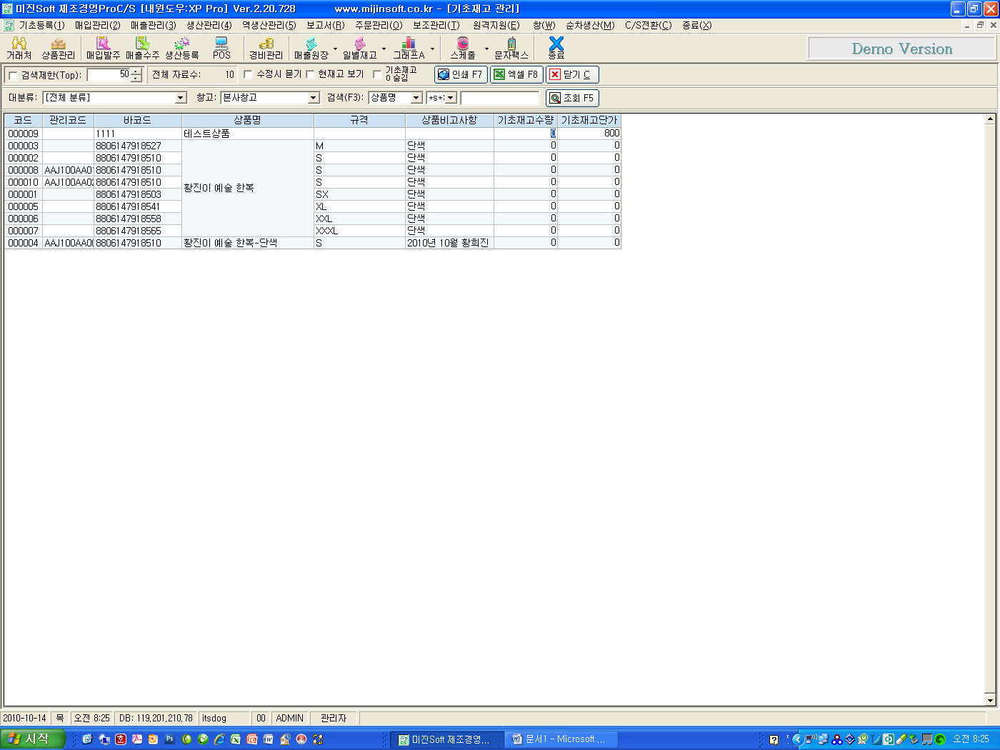 미진Soft 제조경영ProC/S [내윈도우:XP Pro] Ver.2.20.728 www.mijinsoft.co.kr - [기초재고 관리]
기초등록(1) 매입관리(2) 매출관리(3) 생산관리(4) 역생산관리(5) 보고서(R) 주문관리(O) 보조관리(T) 원격지원(E) 창(W) 순차생산(M) C/S전환(C) 종료(X)
거래처 상품관리 매입발주 매출수주 생산등록 POS 경비관리 매출원장 일별재고 그래프A 스케줄 문자팩스 종료
Demo Version
검색제한(Top): 50 전체 자료수: 10 수정시 묻기 현재고 보기 기초재고 0 숨김 인쇄 F7 엑셀 F8 닫기 C
대분류: [전체 분류] 창고: 본사창고 검색(F3): 상품명 *s* 조회 F5
코드 관리코드 바코드 상품명 규격 상품비고사항 기초재고수량 기초재고단가
000009 1111 테스트상품 0 800
000003 8806147918527 M 단색 0 0
000002 8806147918510 S 단색 0 0
000008 AAJ100AA01 8806147918510 S 단색 0 0
000010 AAJ100AA02 8806147918510 S 단색 0 0
황진이 예술 한복
000001 8806147918503 SX 단색 0 0
000005 8806147918541 XL 단색 0 0
000006 8806147918558 XXL 단색 0 0
000007 8806147918565 XXXL 단색 0 0
000004 AAJ100AA00 8806147918510 황진이 예술 한복-단색 S 2010년 10월 황희진 0 0
2010-10-14 목 오전 8:25 DB: 119,201,210,78 itsdog 00 ADMIN 관리자
시작 미진Soft 제조경영... 문서1 - Microsoft ... 오전 8:25